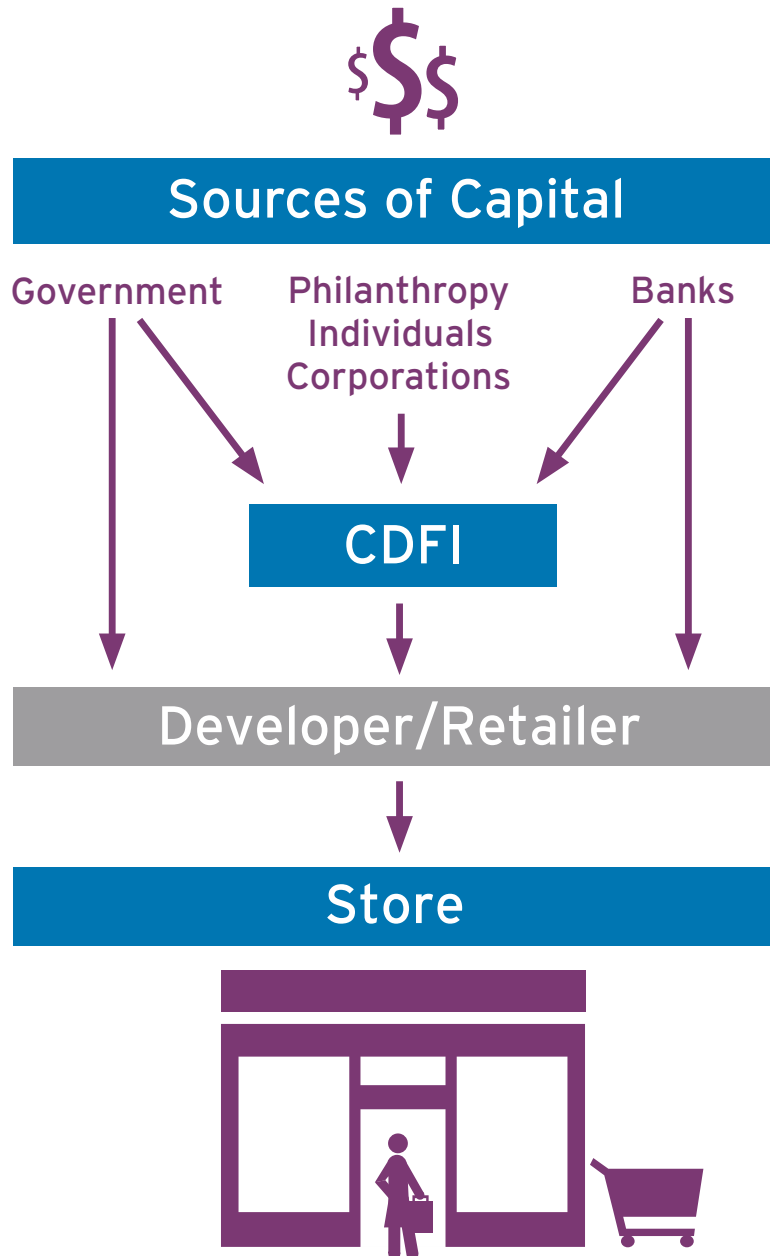 $$$
Sources of Capital
Government
Philanthropy
Individuals
Corporations
Banks
CDFI
Developer/Retailer
Store